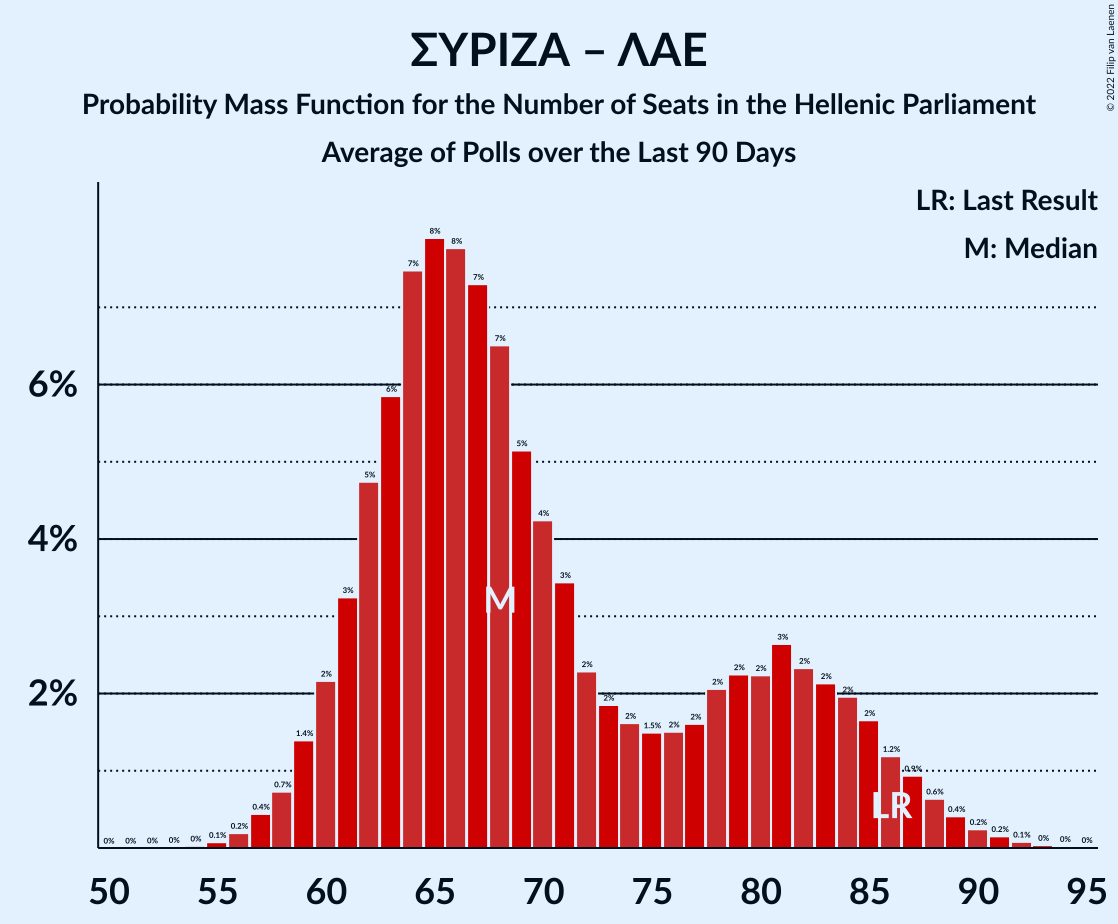 ΣΥΡΙΖΑ – ΛΑΕ
Probability Mass Function for the Number of Seats in the Hellenic Parliament
Average of Polls over the Last 90 Days
© 2022 Filip van Laenen
LR: Last Result
M: Median
6%
4%
2%
0% 0% 0% 0% 0% 0.1% 0.2% 0.4% 0.7% 1.4% 2% 3% 5% 6% 7% 8% 8% 7% 7% 5% 4% 3% 2% 2% 2% 1.5% 2% 2% 2% 2% 2% 3% 2% 2% 2% 2% 1.2% 0.9% 0.6% 0.4% 0.2% 0.2% 0.1% 0% 0% 0%
M
LR
50 55 60 65 70 75 80 85 90 95